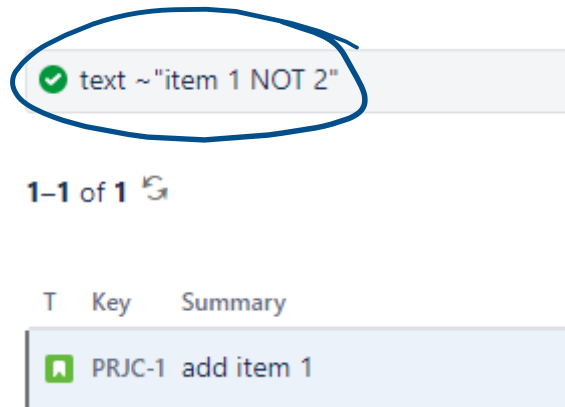 text ~"item 1 NOT 2"
1–1 of 1
T Key Summary
PRJC-1 add item 1